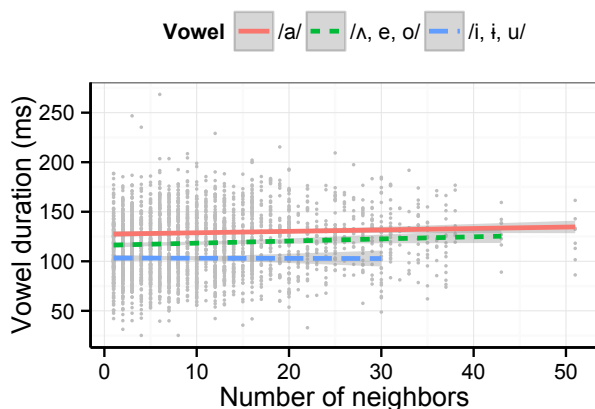 Vowel /a/ /ʌ, e, o/ /i, ɨ, u/
250
200
150
100
50
Vowel duration (ms)
0 10 20 30 40 50
Number of neighbors